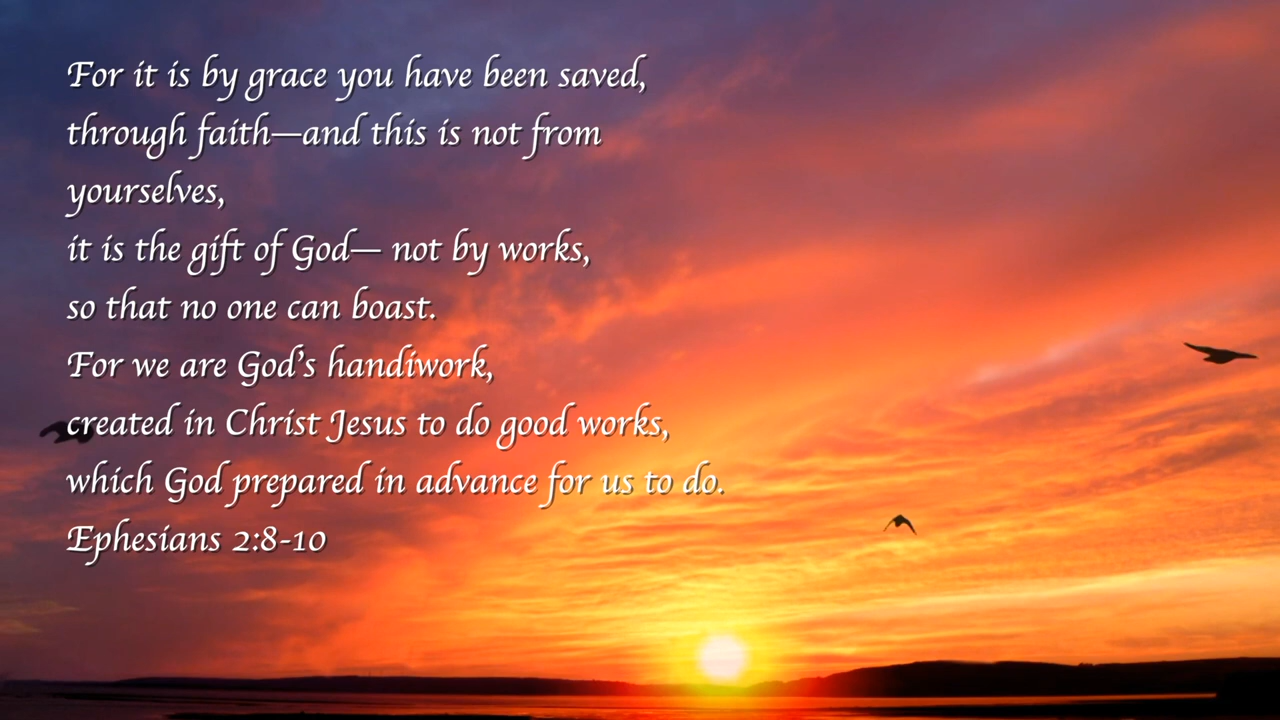 For it is by grace you have been saved,
through faith—and this is not from
yourselves,
it is the gift of God— not by works,
so that no one can boast.
For we are God’s handiwork,
created in Christ Jesus to do good works,
which God prepared in advance for us to do.
Ephesians 2:8-10